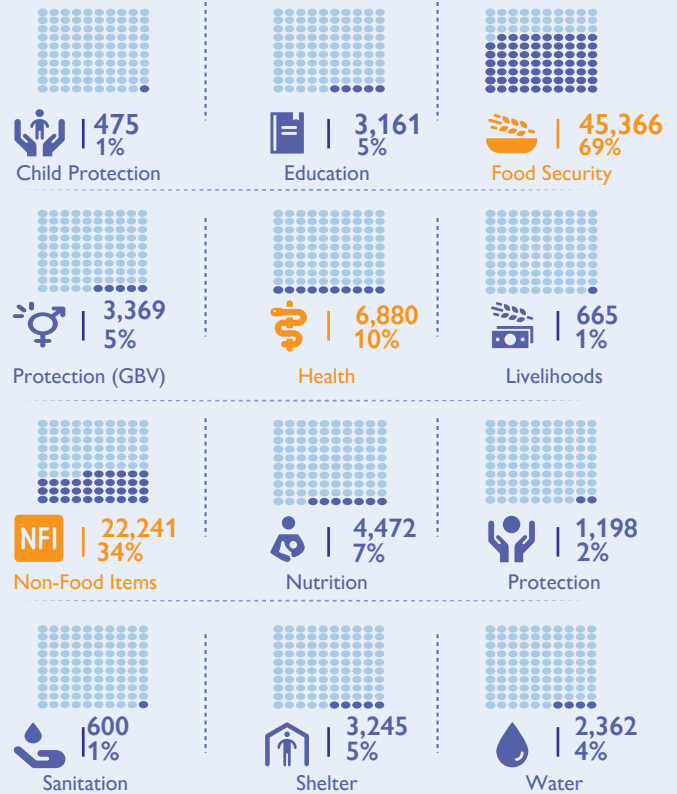 475
1%
Child Protection
3,161
5%
Education
45,366
69%
Food Security
3,369
5%
Protection (GBV)
6,880
10%
Health
665
1%
Livelihoods
NFI
22,241
34%
Non-Food Items
4,472
7%
Nutrition
1,198
2%
Protection
600
1%
Sanitation
3,245
5%
Shelter
2,362
4%
Water